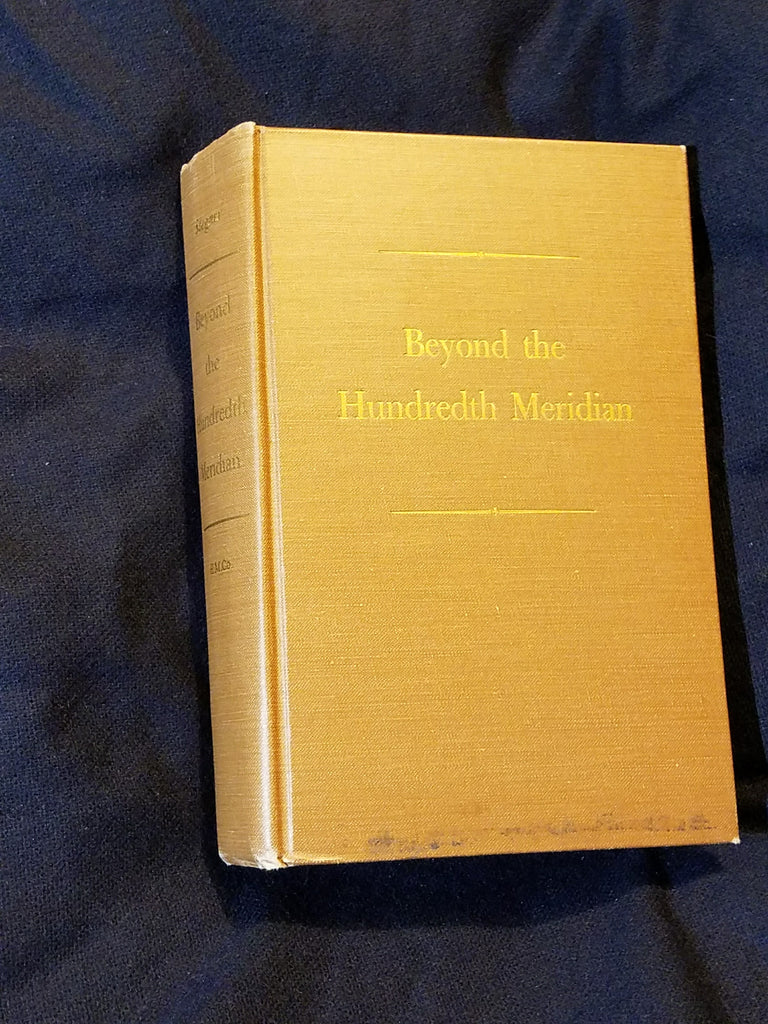 Stegner
Beyond
the
Hundredth
Meridian
H.M.Co.
Beyond the
Hundredth Meridian